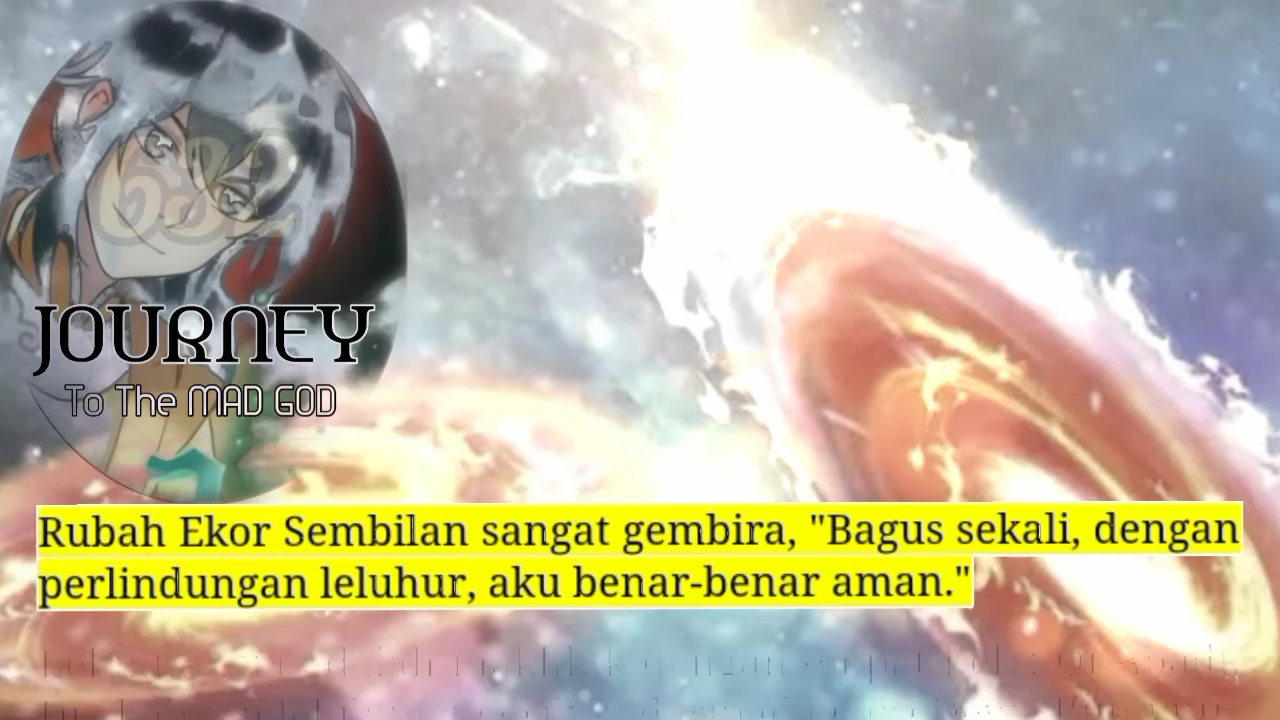 632
JOURNEY
To The MAD GOD
Rubah Ekor Sembilan sangat gembira, "Bagus sekali, dengan
perlindungan leluhur, aku benar-benar aman."